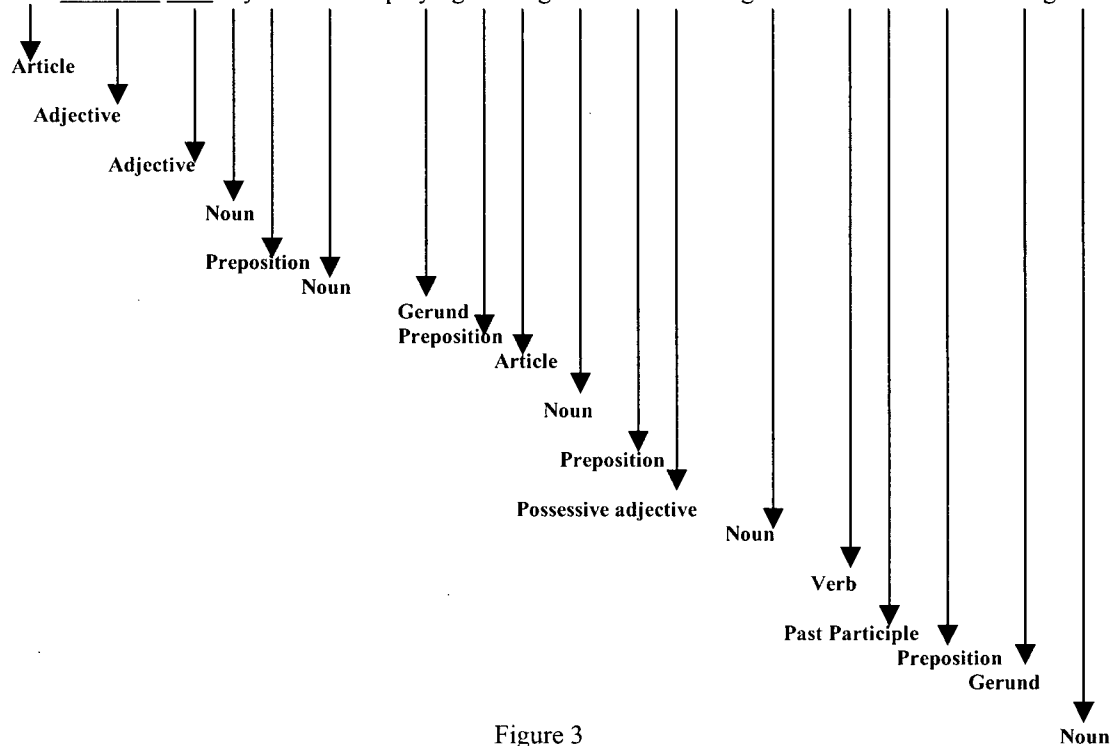 playing
Article
Adjective
Adjective
Noun
Preposition
Noun
Gerund
Preposition
Article
Noun
Preposition
Possessive adjective
Noun
Verb
Past Participle
Preposition
Gerund
Noun
Figure 3